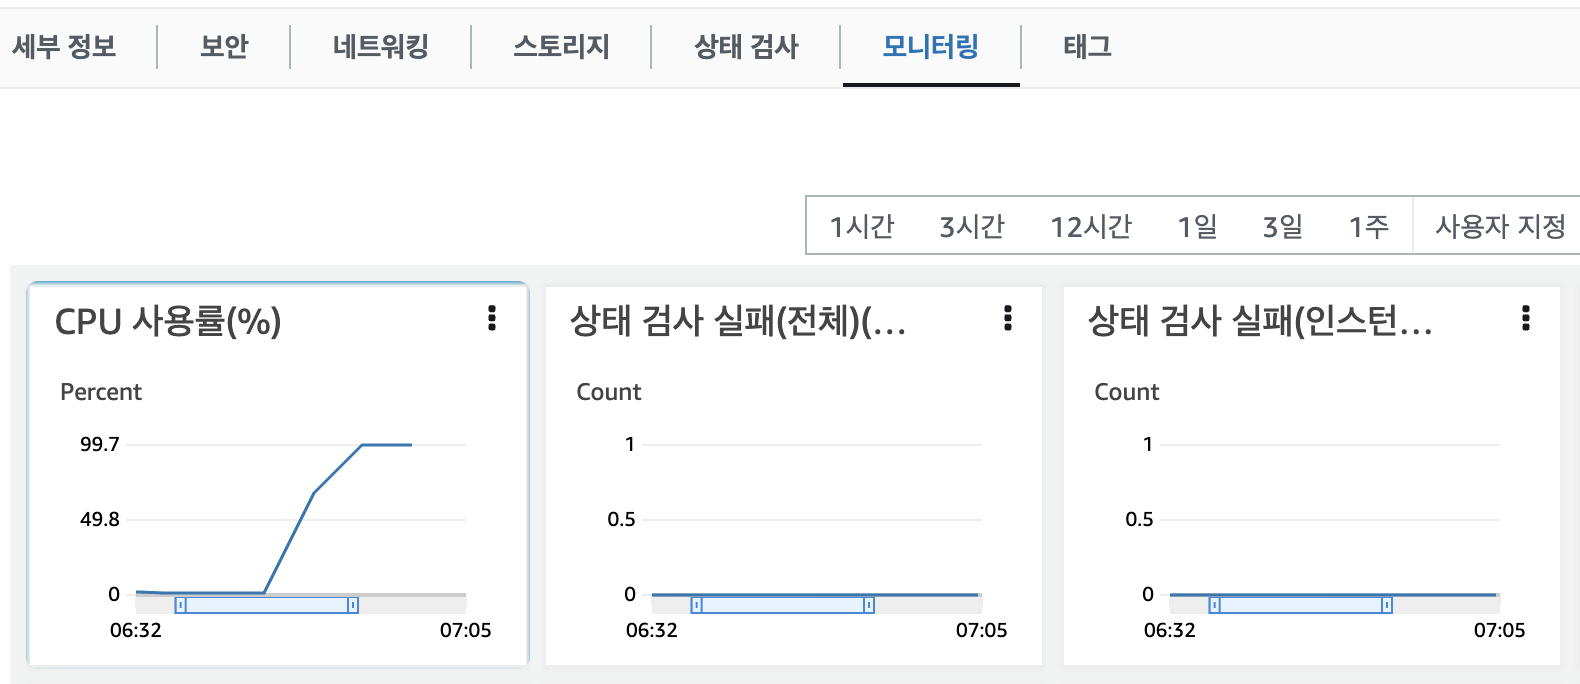 세부 정보 보안 네트워킹 스토리지 상태 검사 모니터링 태그
1시간 3시간 12시간 1일 3일 1주 사용자 지정
CPU 사용률(%)
Percent
99.7
49.8
0
06:32 07:05
상태 검사 실패(전체)(...
Count
1
0.5
0
06:32 07:05
상태 검사 실패(인스턴...
Count
1
0.5
0
06:32 07:05